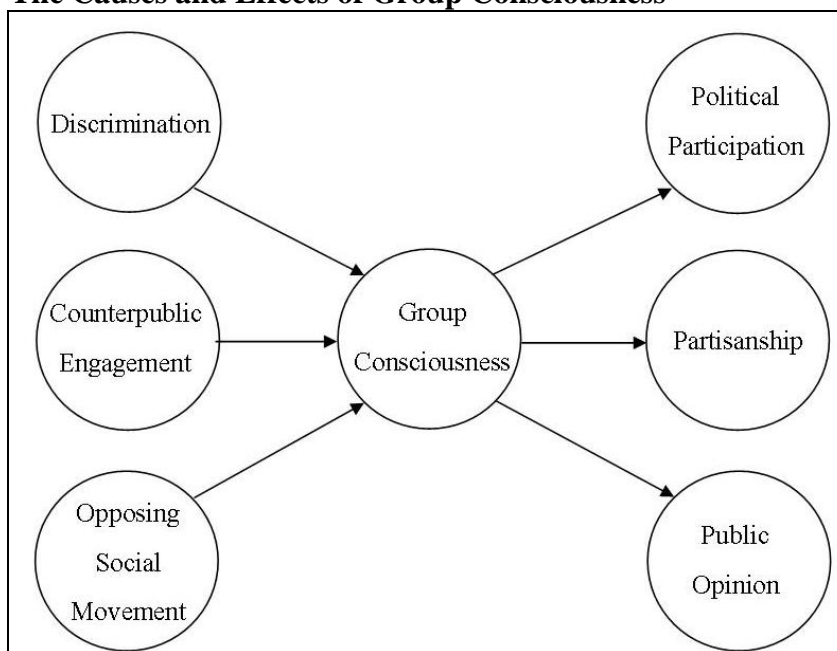 The Causes and Effects of Group Consciousness
Discrimination
Counterpublic
Engagement
Opposing
Social
Movement
Group
Consciousness
Political
Participation
Partisanship
Public
Opinion